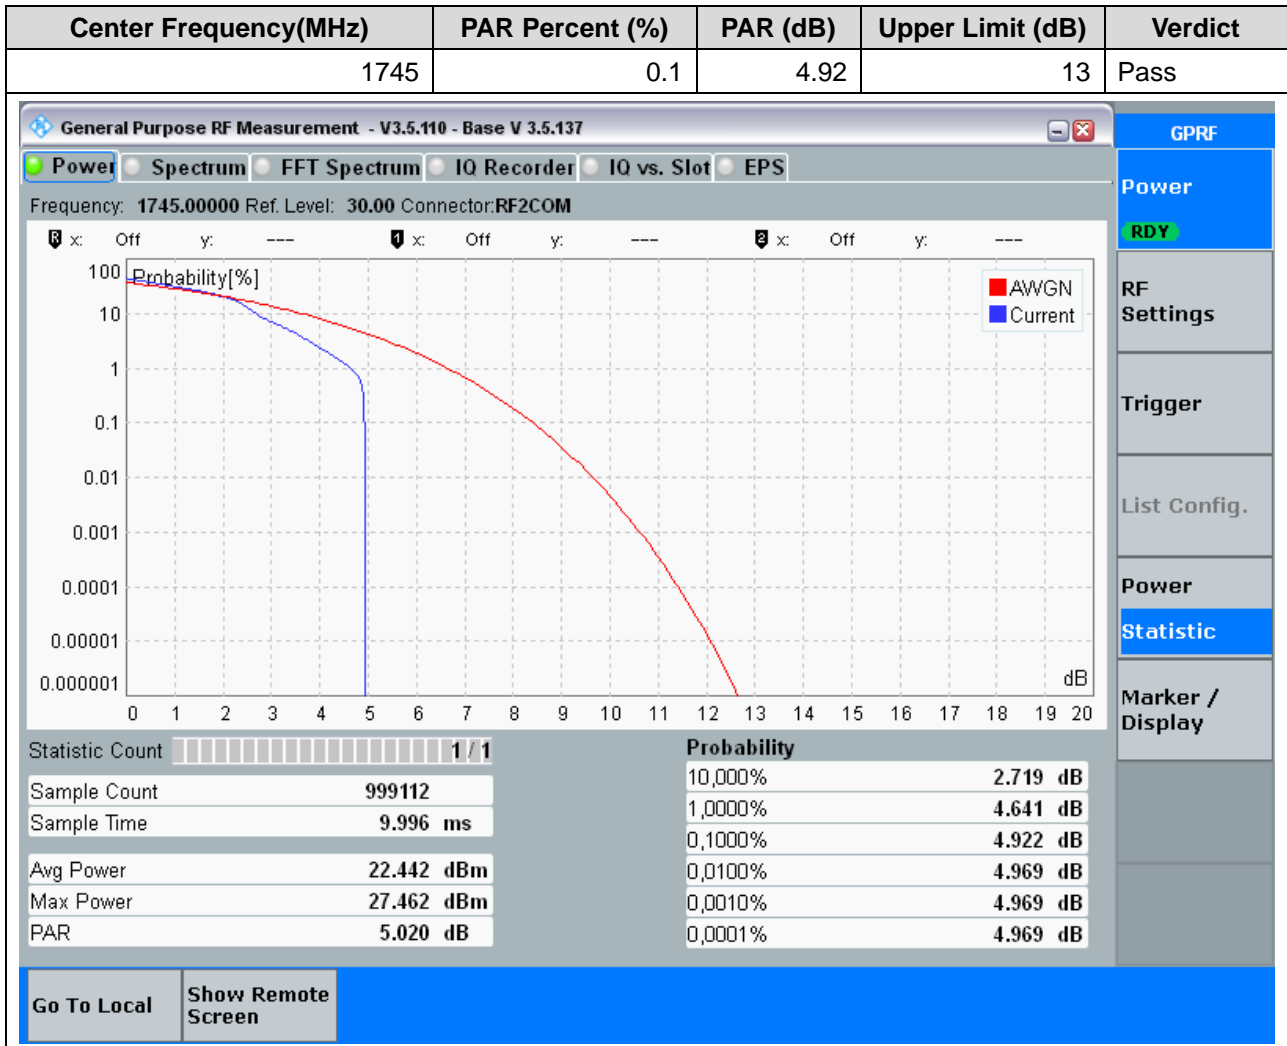 Center Frequency(MHz) PAR Percent (%) PAR (dB) Upper Limit (dB) Verdict
1745 0.1 4.92 13 Pass
General Purpose RF Measurement - V3.5.110 - Base V 3.5.137
GPRF
Power Spectrum FFT Spectrum IQ Recorder IQ vs. Slot EPS
Power
RDY
Frequency: 1745.00000 Ref. Level: 30.00 Connector:RF2COM
R x: Off y: --- 1 x: Off y: --- 2 x: Off y: ---
Probability[%]
100
10
1
0.1
0.01
0.001
0.0001
0.00001
0.000001
AWGN
Current
dB
0 1 2 3 4 5 6 7 8 9 10 11 12 13 14 15 16 17 18 19 20
RF
Settings
Trigger
List Config.
Power
Statistic
Marker /
Display
Statistic Count 1 / 1
Sample Count 999112
Sample Time 9.996 ms
Avg Power 22.442 dBm
Max Power 27.462 dBm
PAR 5.020 dB
Probability
10,000% 2.719 dB
1,0000% 4.641 dB
0,1000% 4.922 dB
0,0100% 4.969 dB
0,0010% 4.969 dB
0,0001% 4.969 dB
Go To Local
Show Remote
Screen